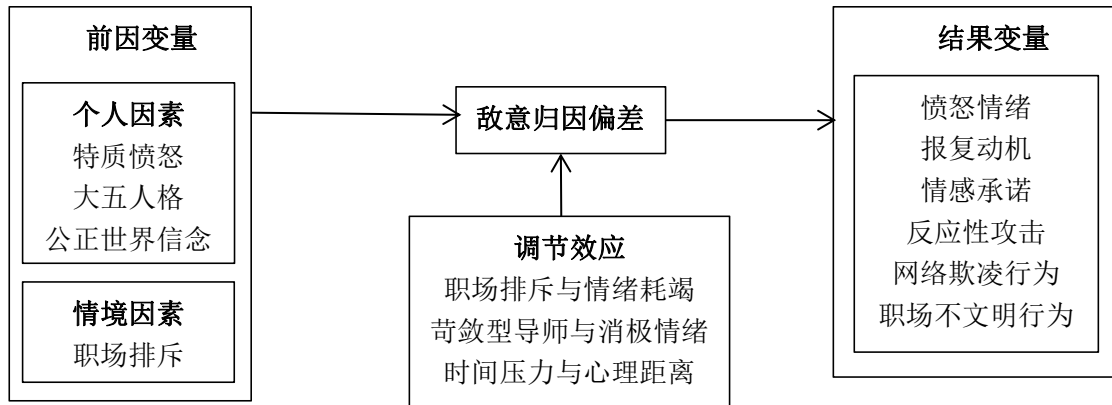 前因变量
个人因素
特质愤怒
大五人格
公正世界信念
情境因素
职场排斥
敌意归因偏差
调节效应
职场排斥与情绪耗竭
苛敛型导师与消极情绪
时间压力与心理距离
结果变量
愤怒情绪
报复动机
情感承诺
反应性攻击
网络欺凌行为
职场不文明行为